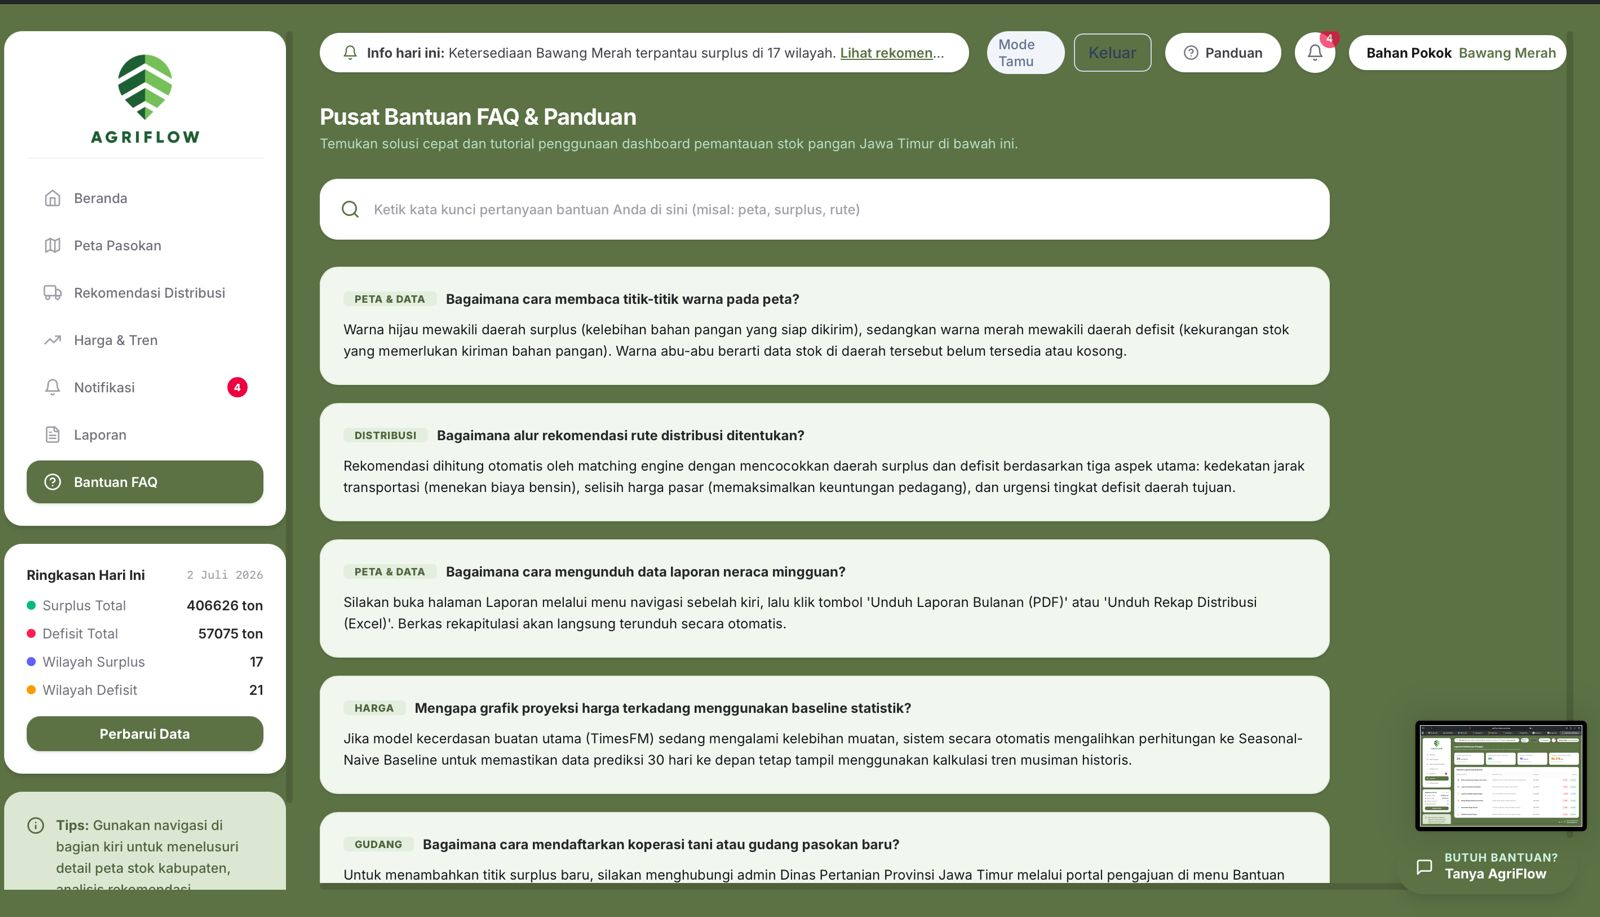 AGRIFLOW
Beranda
Peta Pasokan
Rekomendasi Distribusi
Harga & Tren
Notifikasi 4
Laporan
Bantuan FAQ
Ringkasan Hari Ini 2 Juli 2026
Surplus Total 406626 ton
Defisit Total 57075 ton
Wilayah Surplus 17
Wilayah Defisit 21
Perbarui Data
Tips: Gunakan navigasi di
bagian kiri untuk menelusuri
detail peta stok kabupaten,
analisis rekomendasi
Info hari ini: Ketersediaan Bawang Merah terpantau surplus di 17 wilayah. Lihat rekomen...
Mode
Tamu
Keluar
Panduan
4
Bahan Pokok Bawang Merah
Pusat Bantuan FAQ & Panduan
Temukan solusi cepat dan tutorial penggunaan dashboard pemantauan stok pangan Jawa Timur di bawah ini.
Ketik kata kunci pertanyaan bantuan Anda di sini (misal: peta, surplus, rute)
PETA & DATA Bagaimana cara membaca titik-titik warna pada peta?
Warna hijau mewakili daerah surplus (kelebihan bahan pangan yang siap dikirim), sedangkan warna merah mewakili daerah defisit (kekurangan stok
yang memerlukan kiriman bahan pangan). Warna abu-abu berarti data stok di daerah tersebut belum tersedia atau kosong.
DISTRIBUSI Bagaimana alur rekomendasi rute distribusi ditentukan?
Rekomendasi dihitung otomatis oleh matching engine dengan mencocokkan daerah surplus dan defisit berdasarkan tiga aspek utama: kedekatan jarak
transportasi (menekan biaya bensin), selisih harga pasar (memaksimalkan keuntungan pedagang), dan urgensi tingkat defisit daerah tujuan.
PETA & DATA Bagaimana cara mengunduh data laporan neraca mingguan?
Silakan buka halaman Laporan melalui menu navigasi sebelah kiri, lalu klik tombol 'Unduh Laporan Bulanan (PDF)' atau 'Unduh Rekap Distribusi
(Excel)'. Berkas rekapitulasi akan langsung terunduh secara otomatis.
HARGA Mengapa grafik proyeksi harga terkadang menggunakan baseline statistik?
Jika model kecerdasan buatan utama (TimesFM) sedang mengalami kelebihan muatan, sistem secara otomatis mengalihkan perhitungan ke Seasonal-
Naive Baseline untuk memastikan data prediksi 30 hari ke depan tetap tampil menggunakan kalkulasi tren musiman historis.
GUDANG Bagaimana cara mendaftarkan koperasi tani atau gudang pasokan baru?
Untuk menambahkan titik surplus baru, silakan menghubungi admin Dinas Pertanian Provinsi Jawa Timur melalui portal pengajuan di menu Bantuan
BUTUH BANTUAN?
Tanya AgriFlow